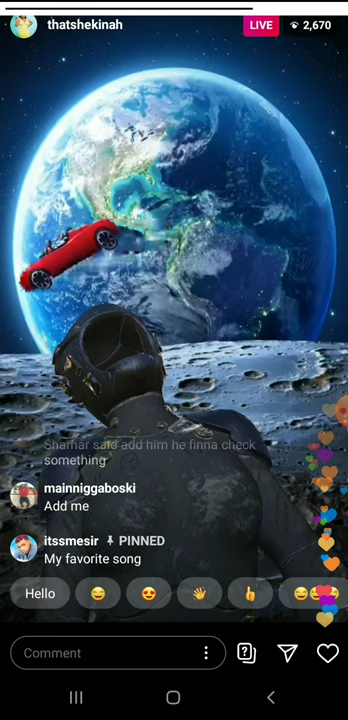 thatshekinah
LIVE
2,670
Shamar said add him he finna check
something
mainniggaboski
Add me
itssmesir PINNED
My favorite song
Hello
Comment